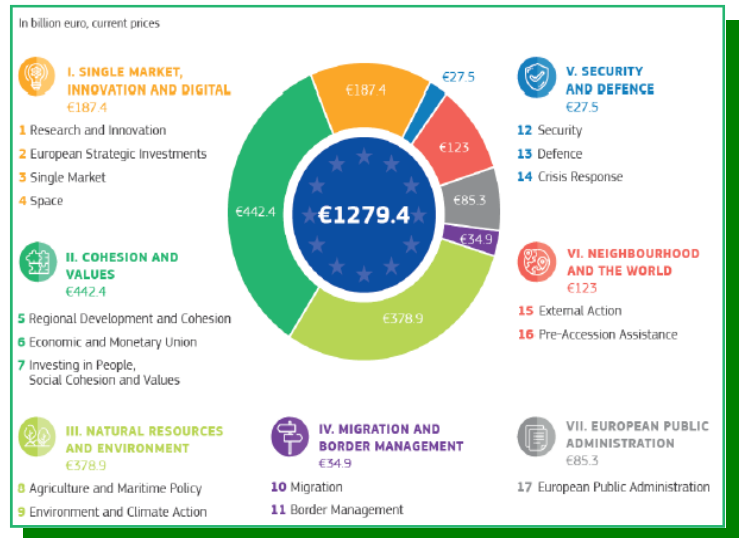 In billion euro, current prices
I. SINGLE MARKET,
INNOVATION AND DIGITAL
€187.4
1 Research and Innovation
2 European Strategic Investments
3 Single Market
4 Space
II. COHESION AND
VALUES
€442.4
5 Regional Development and Cohesion
6 Economic and Monetary Union
7 Investing in People,
Social Cohesion and Values
III. NATURAL RESOURCES
AND ENVIRONMENT
€378.9
8 Agriculture and Maritime Policy
9 Environment and Climate Action
€187.4
€27.5
€123
€85.3
€34.9
€378.9
€442.4
€1279.4
IV. MIGRATION AND
BORDER MANAGEMENT
€34.9
10 Migration
11 Border Management
V. SECURITY
AND DEFENCE
€27.5
12 Security
13 Defence
14 Crisis Response
VI. NEIGHBOURHOOD
AND THE WORLD
€123
15 External Action
16 Pre-Accession Assistance
VII. EUROPEAN PUBLIC
ADMINISTRATION
€85.3
17 European Public Administration